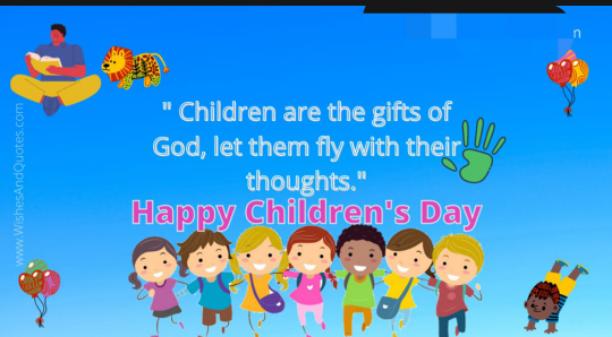 n
" Children are the gifts of
God, let them fly with their
thoughts."
Happy Children's Day
www.WishesAndQuotes.com